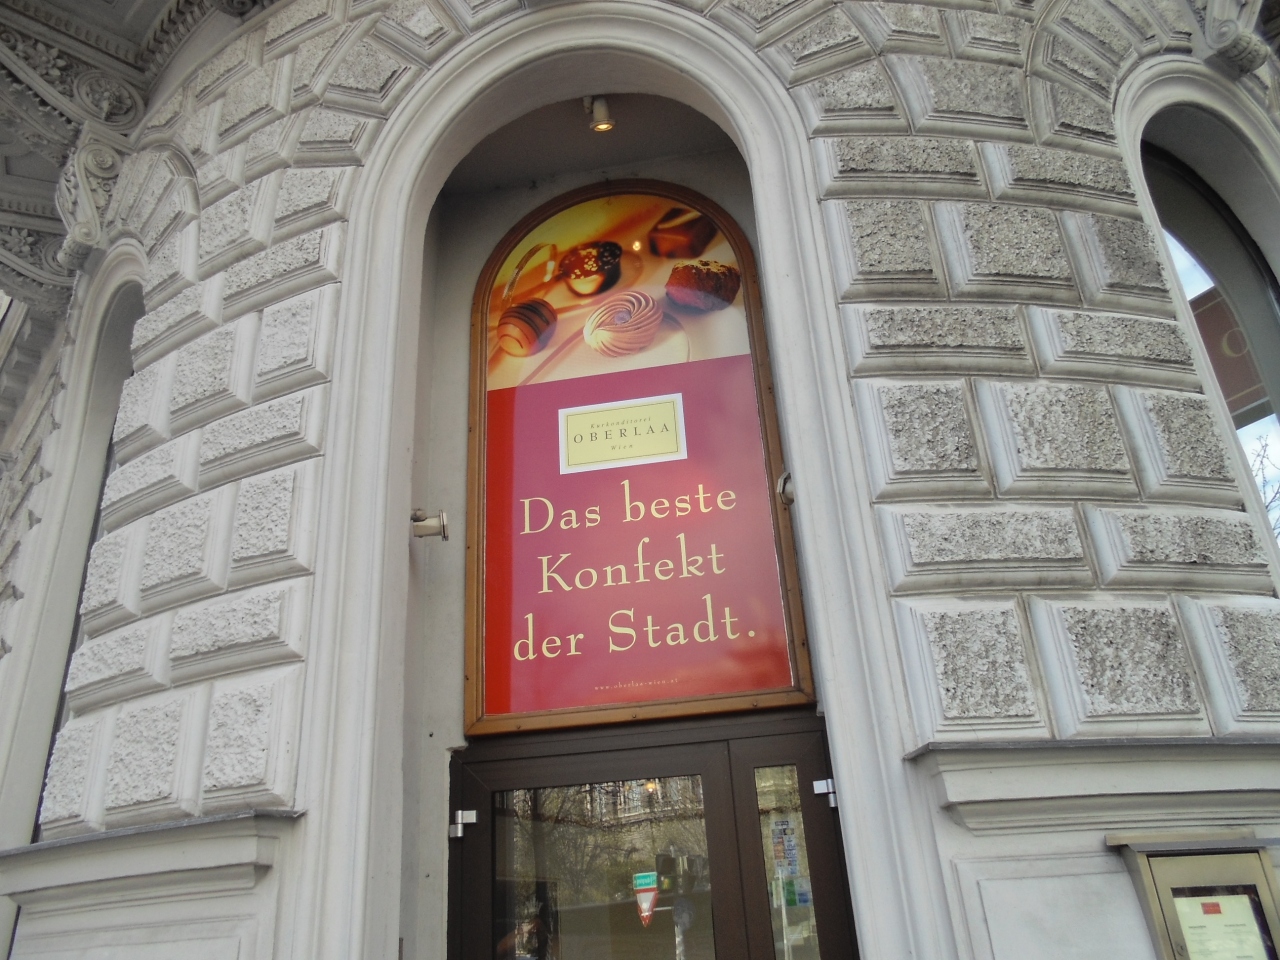 Kurkonditorei
OBERLAA
Wien
Das beste
Konfekt
der Stadt.
www.oberlaa-wien.at